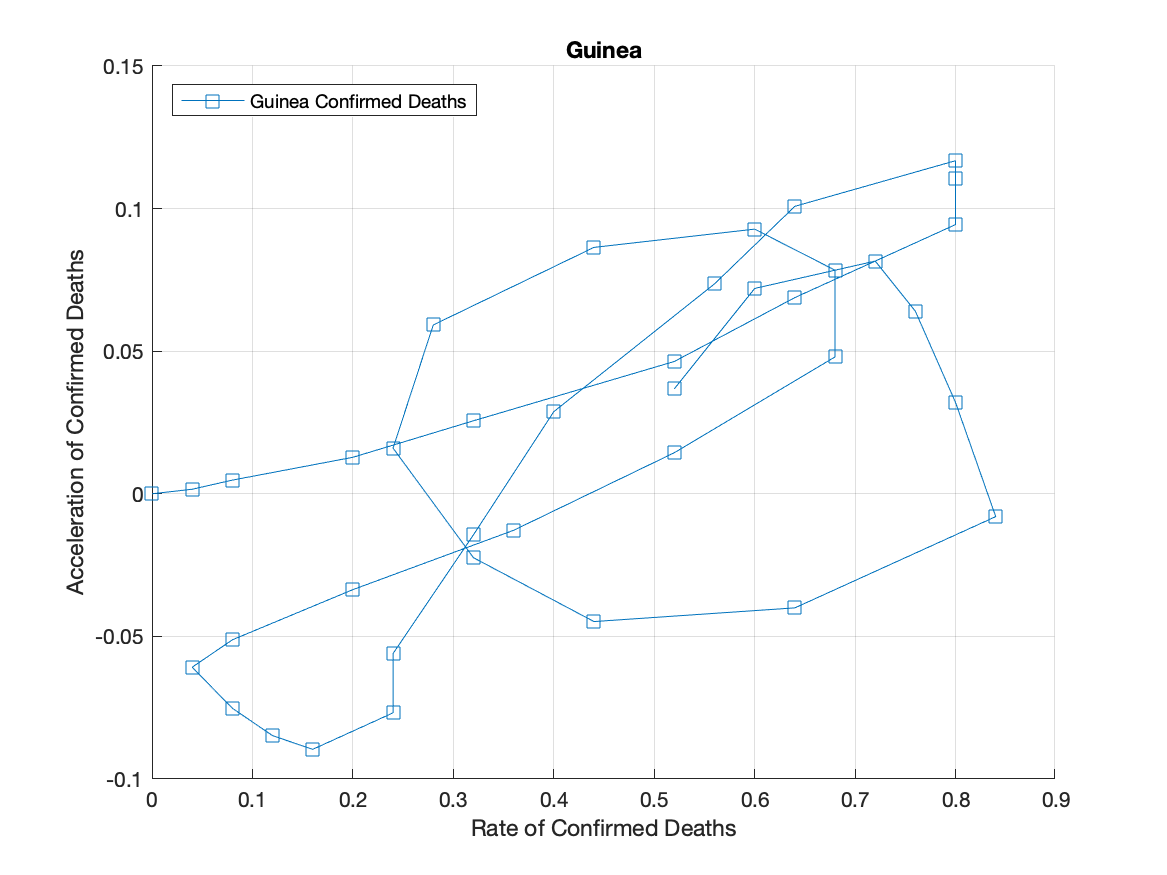 Guinea
Guinea Confirmed Deaths
Acceleration of Confirmed Deaths
0.15
0.1
0.05
0
-0.05
-0.1
0 0.1 0.2 0.3 0.4 0.5 0.6 0.7 0.8 0.9
Rate of Confirmed Deaths